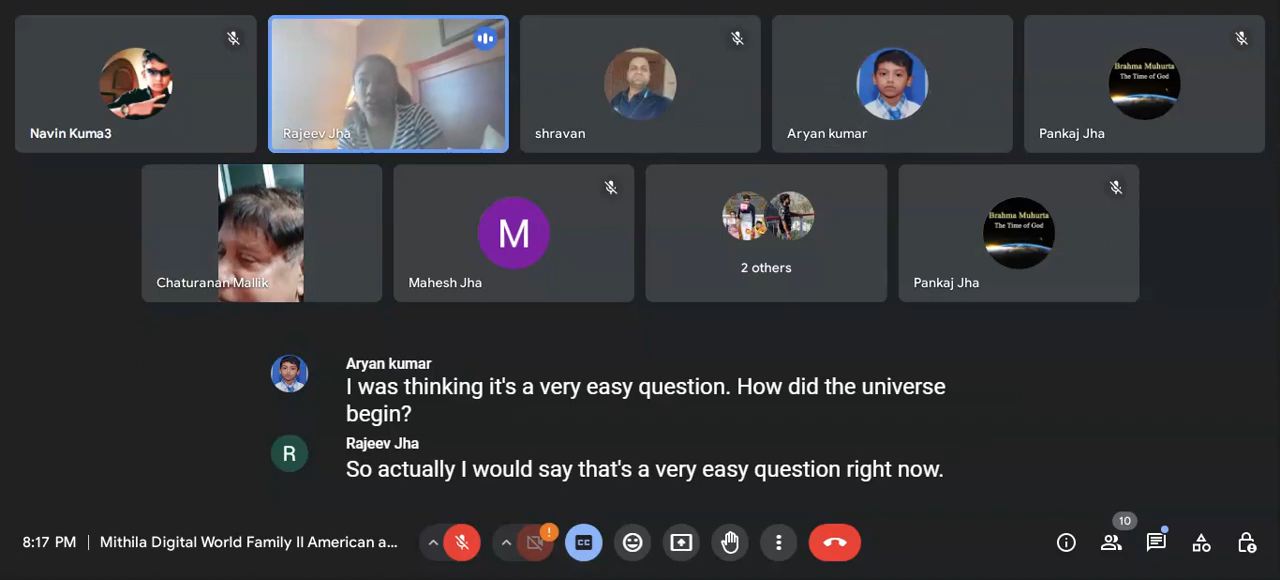 Navin Kuma3
Rajeev Jha
shravan
Aryan kumar
Brahma Muhurta
The Time of God
Pankaj Jha
Chaturanan Mallik
M
Mahesh Jha
2 others
Brahma Muhurta
The Time of God
Pankaj Jha
Aryan kumar
I was thinking it's a very easy question. How did the universe
begin?
R
Rajeev Jha
So actually I would say that's a very easy question right now.
8:17 PM | Mithila Digital World Family II American a...
!
CC
10